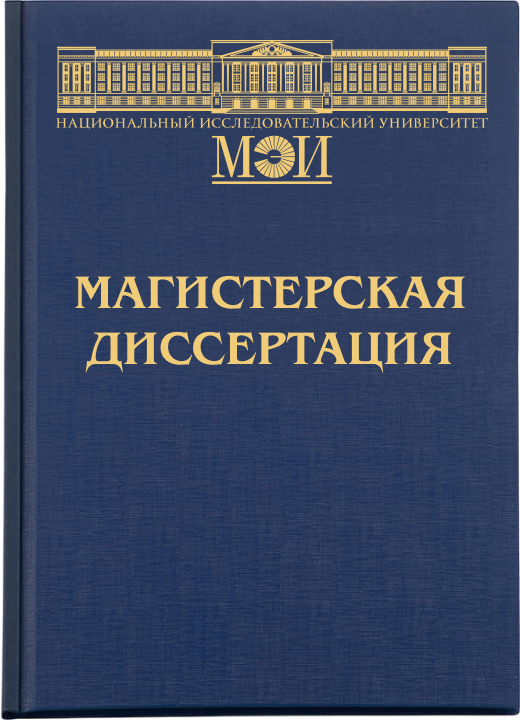 НАЦИОНАЛЬНЫЙ ИССЛЕДОВАТЕЛЬСКИЙ УНИВЕРСИТЕТ
МЭИ
МАГИСТЕРСКАЯ
ДИССЕРТАЦИЯ